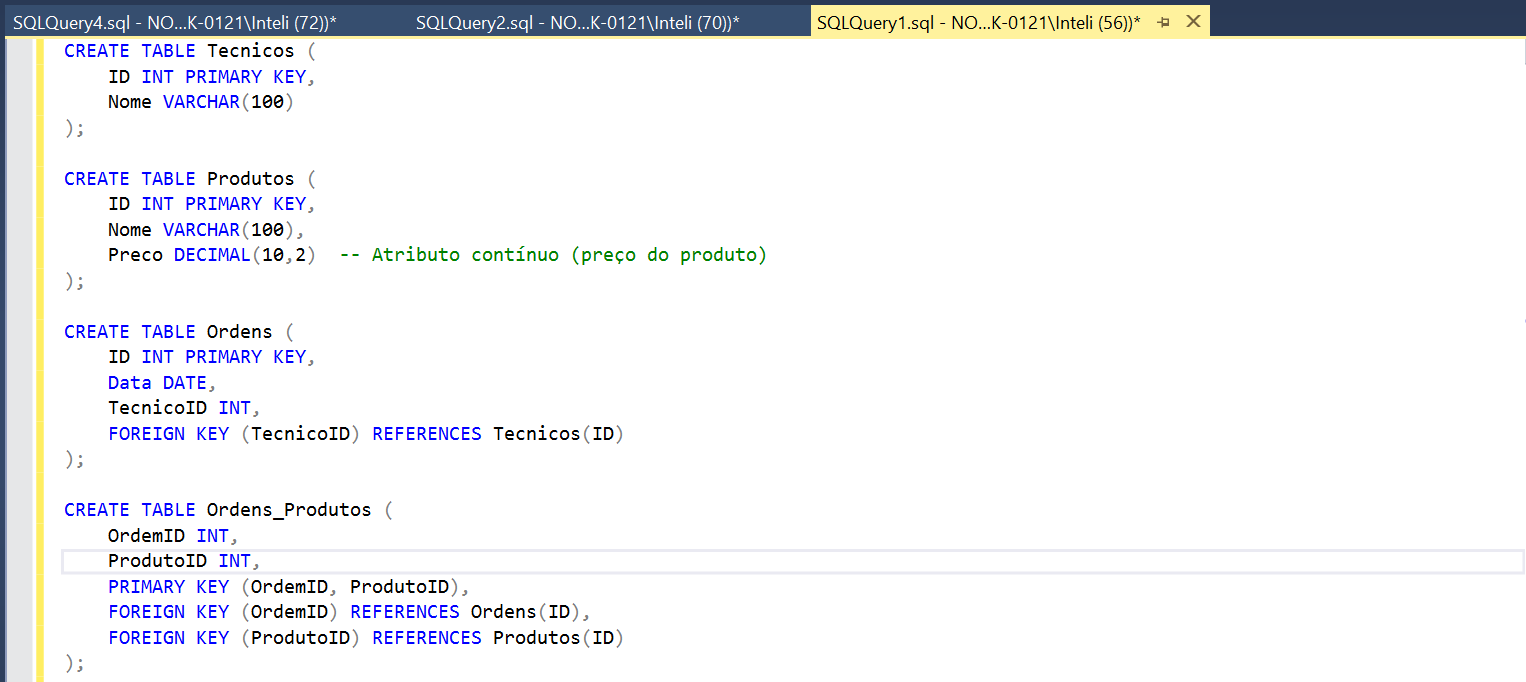 SQLQuery4.sql - NO...K-0121\Inteli (72))* SQLQuery2.sql - NO...K-0121\Inteli (70))* SQLQuery1.sql - NO...K-0121\Inteli (56))*
CREATE TABLE Tecnicos (
    ID INT PRIMARY KEY,
    Nome VARCHAR(100)
);
CREATE TABLE Produtos (
    ID INT PRIMARY KEY,
    Nome VARCHAR(100),
    Preco DECIMAL(10,2)  -- Atributo contínuo (preço do produto)
);
CREATE TABLE Ordens (
    ID INT PRIMARY KEY,
    Data DATE,
    TecnicoID INT,
    FOREIGN KEY (TecnicoID) REFERENCES Tecnicos(ID)
);
CREATE TABLE Ordens_Produtos (
    OrdemID INT,
    ProdutoID INT,
    PRIMARY KEY (OrdemID, ProdutoID),
    FOREIGN KEY (OrdemID) REFERENCES Ordens(ID),
    FOREIGN KEY (ProdutoID) REFERENCES Produtos(ID)
);